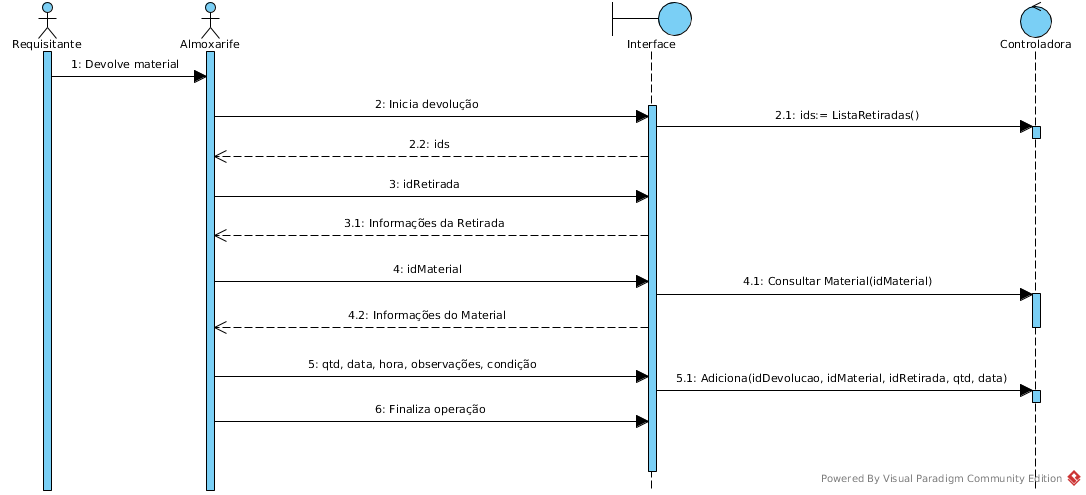 Requisitante
Almoxarife
Interface
Controladora
1: Devolve material
2: Inicia devolução
2.1: ids:= ListaRetiradas()
2.2: ids
3: idRetirada
3.1: Informações da Retirada
4: idMaterial
4.1: Consultar Material(idMaterial)
4.2: Informações do Material
5: qtd, data, hora, observações, condição
5.1: Adiciona(idDevolucao, idMaterial, idRetirada, qtd, data)
6: Finaliza operação
Powered By Visual Paradigm Community Edition